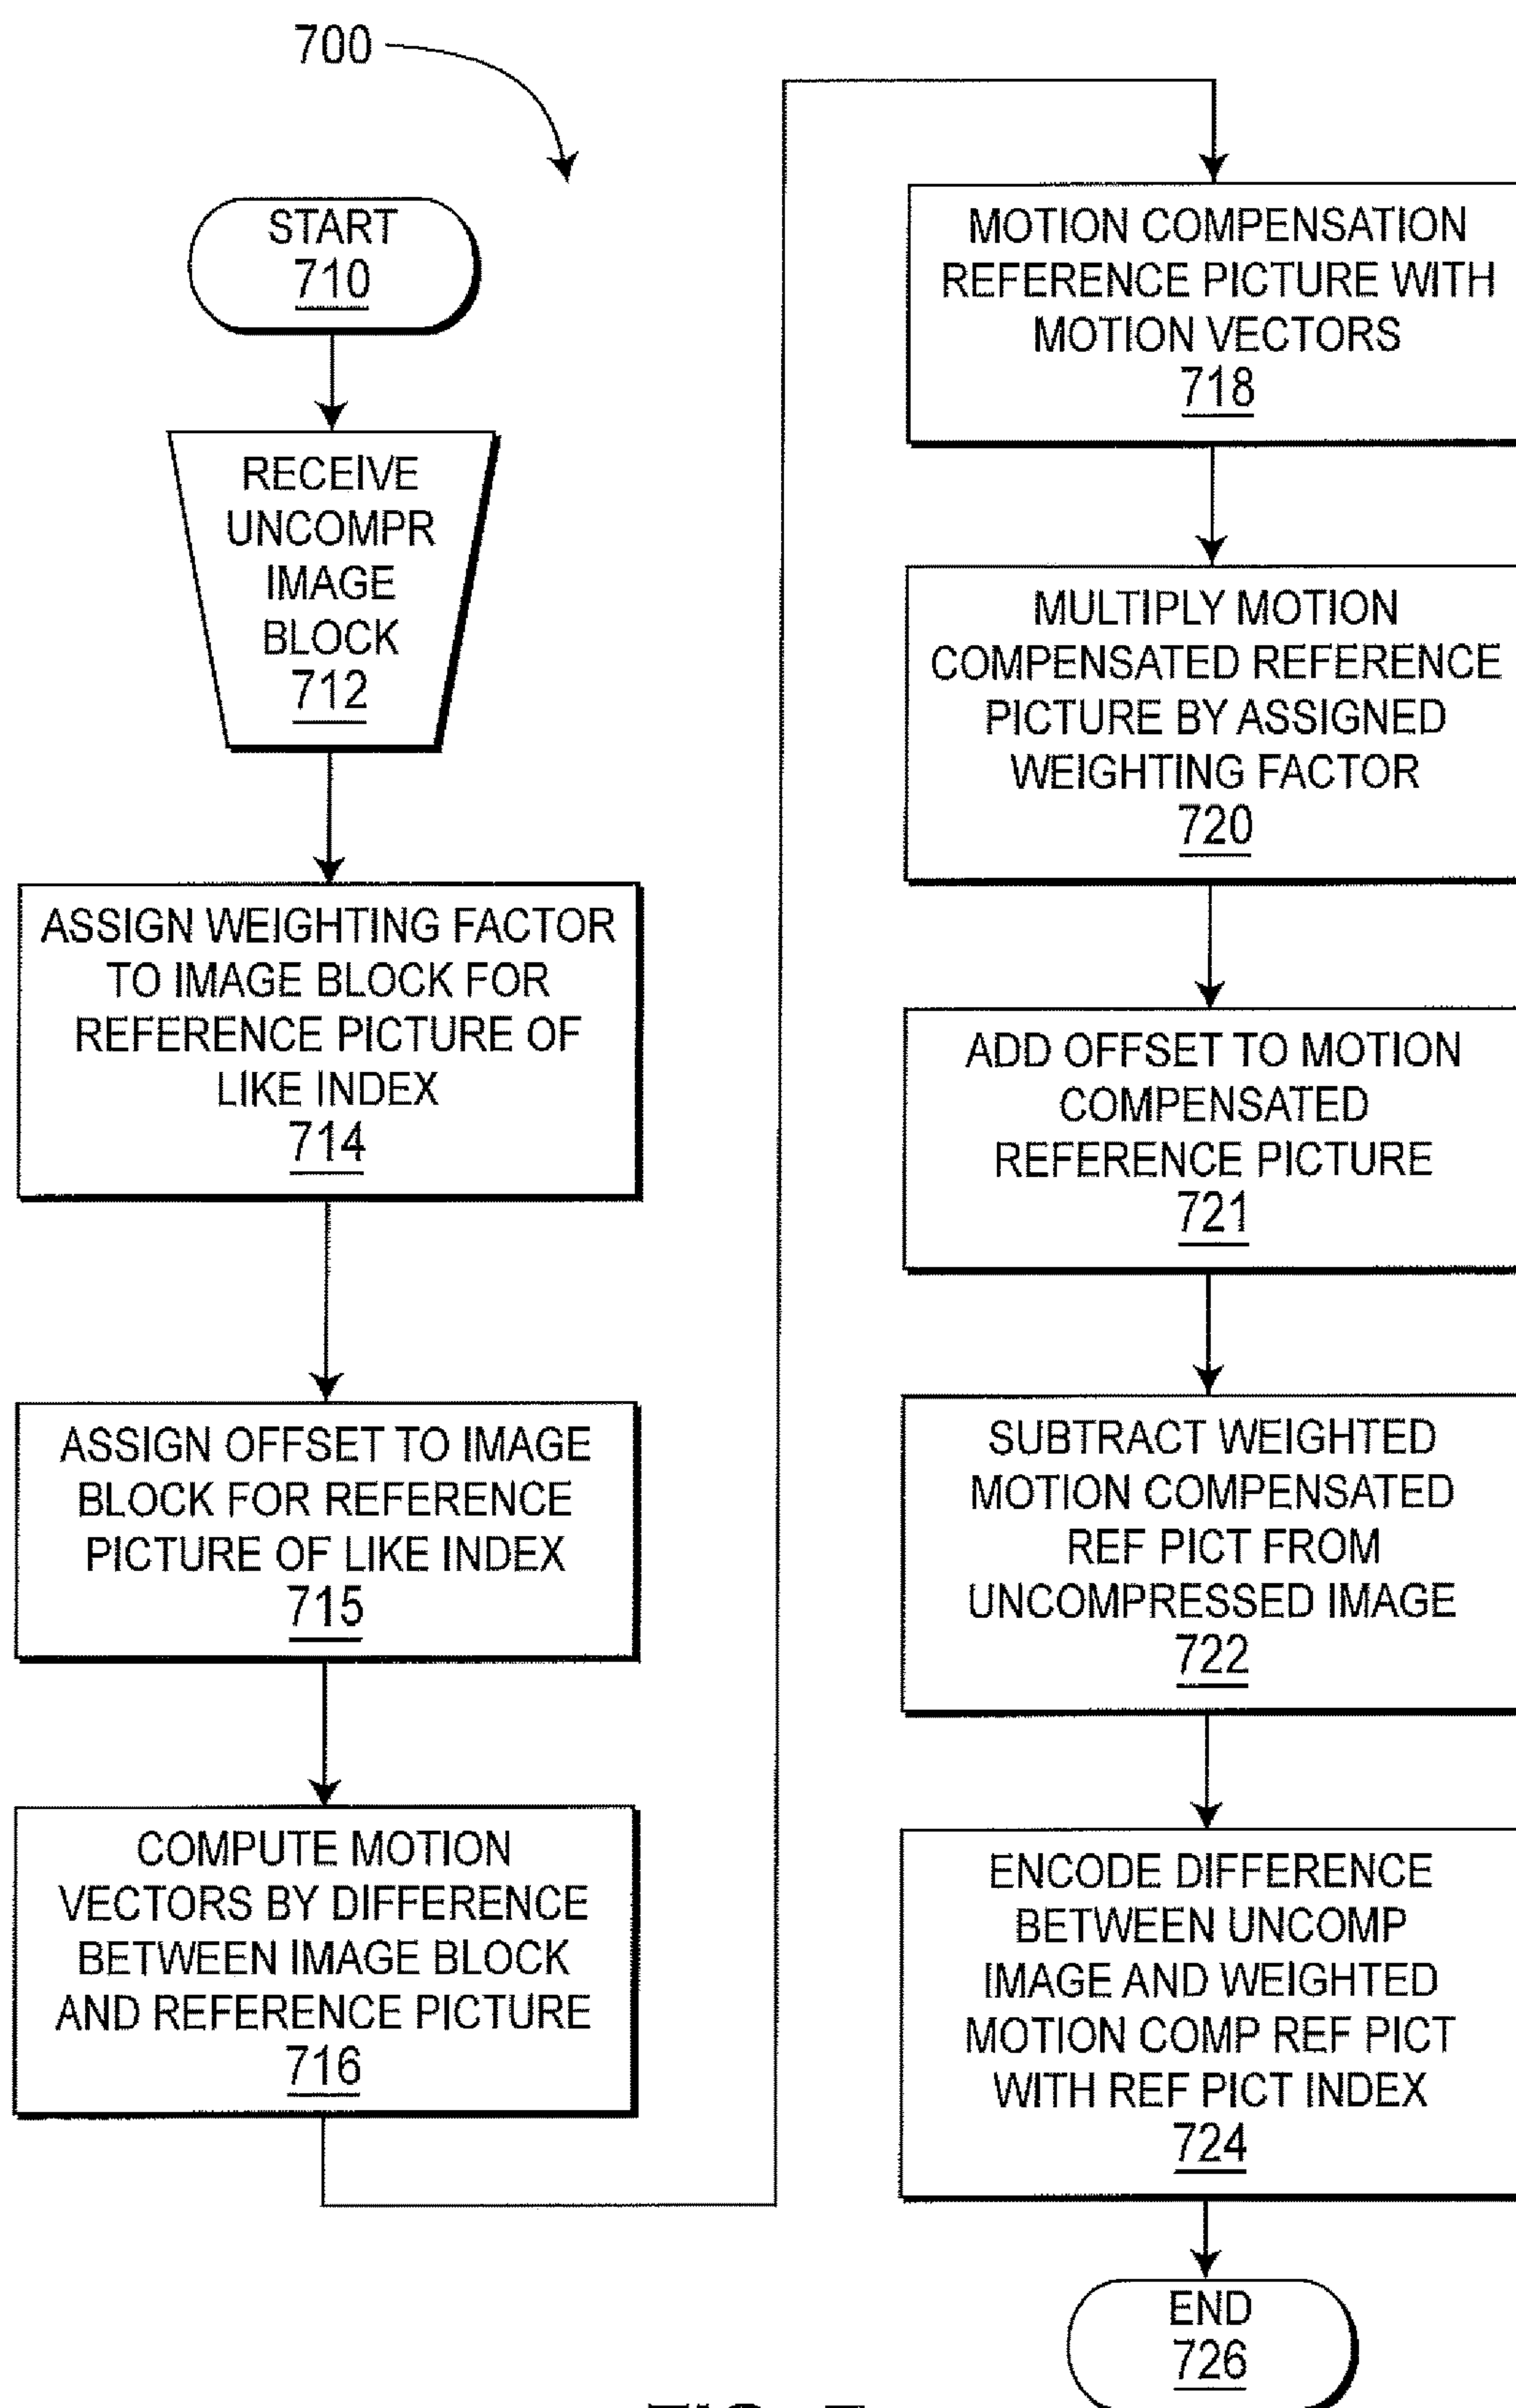 700
START
710
RECEIVE
UNCOMPR
IMAGE
BLOCK
712
ASSIGN WEIGHTING FACTOR
TO IMAGE BLOCK FOR
REFERENCE PICTURE OF
LIKE INDEX
714
ASSIGN OFFSET TO IMAGE
BLOCK FOR REFERENCE
PICTURE OF LIKE INDEX
715
COMPUTE MOTION
VECTORS BY DIFFERENCE
BETWEEN IMAGE BLOCK
AND REFERENCE PICTURE
716
MOTION COMPENSATION
REFERENCE PICTURE WITH
MOTION VECTORS
718
MULTIPLY MOTION
COMPENSATED REFERENCE
PICTURE BY ASSIGNED
WEIGHTING FACTOR
720
ADD OFFSET TO MOTION
COMPENSATED
REFERENCE PICTURE
721
SUBTRACT WEIGHTED
MOTION COMPENSATED
REF PICT FROM
UNCOMPRESSED IMAGE
722
ENCODE DIFFERENCE
BETWEEN UNCOMP
IMAGE AND WEIGHTED
MOTION COMP REF PICT
WITH REF PICT INDEX
724
END
726